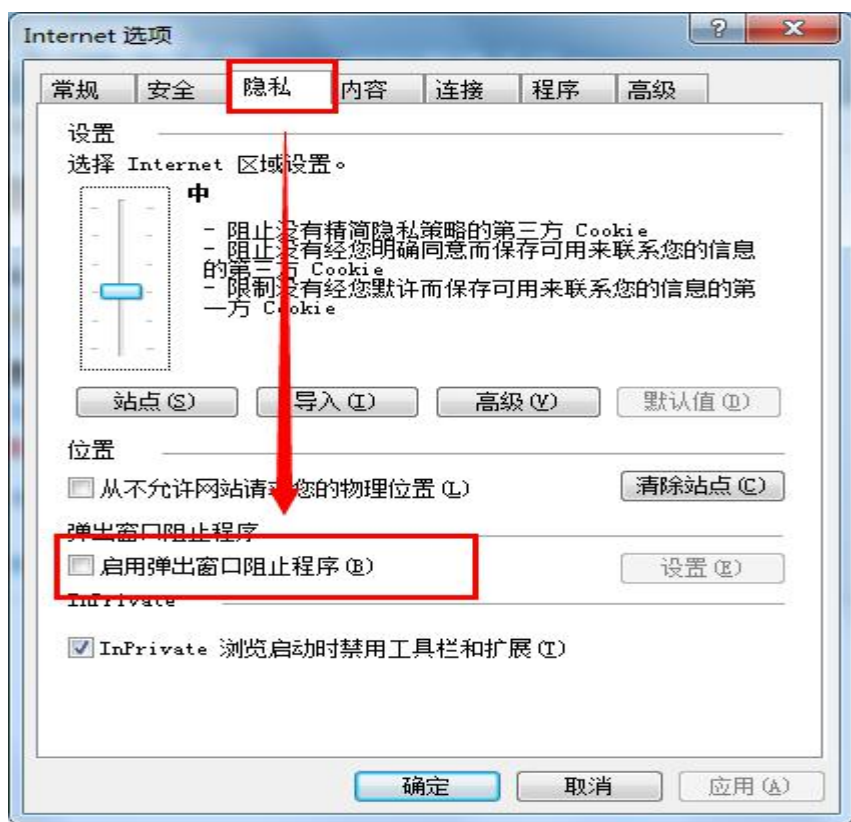 Internet 选项
常规 安全 隐私 内容 连接 程序 高级
设置
选择 Internet 区域设置。
中
- 阻止没有精简隐私策略的第三方 Cookie
- 阻止没有经您明确同意而保存可用来联系您的信息
的第三方 Cookie
- 限制没有经您默许而保存可用来联系您的信息的第
一方 Cookie
站点(S) 导入(I) 高级(V) 默认值(D)
位置
从不允许网站请求您的物理位置(L) 清除站点(C)
弹出窗口阻止程序
启用弹出窗口阻止程序(B) 设置(E)
InPrivate
InPrivate 浏览启动时禁用工具栏和扩展(T)
确定 取消 应用(A)